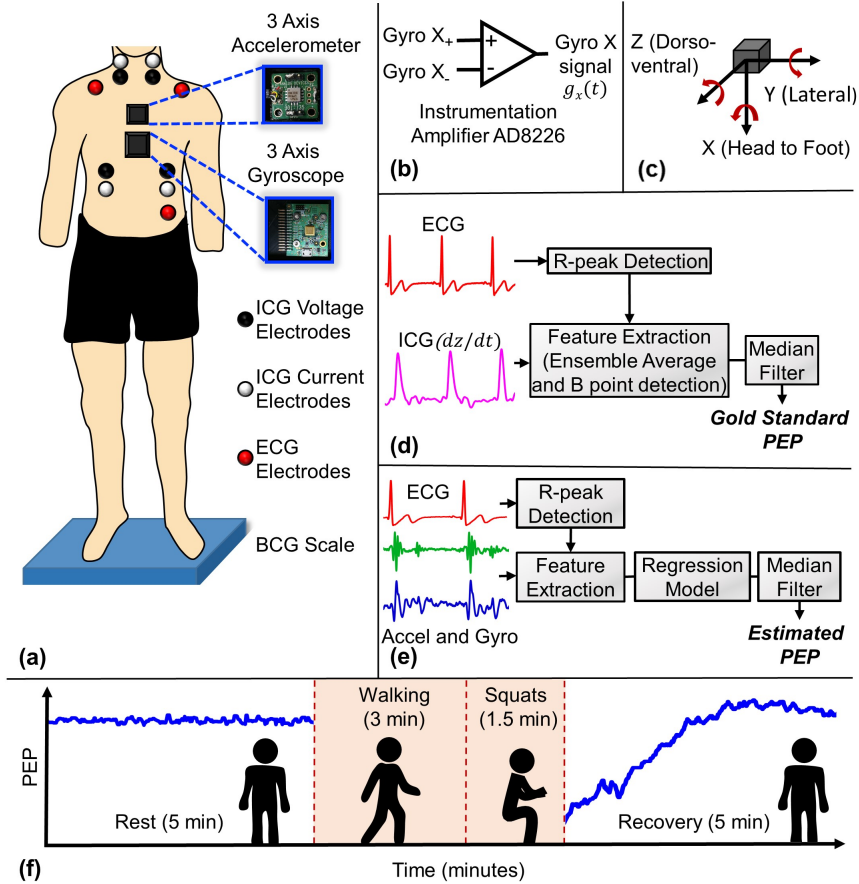 3 Axis
Accelerometer
3 Axis
Gyroscope
ICG Voltage
Electrodes
ICG Current
Electrodes
ECG
Electrodes
BCG Scale
(a)
Gyro X+
Gyro X-
+
-
Gyro X
signal
gx(t)
Instrumentation
Amplifier AD8226
(b)
Z (Dorso-
ventral)
Y (Lateral)
X (Head to Foot)
(c)
ECG
R-peak Detection
ICG(dz/dt)
Feature Extraction
(Ensemble Average
and B point detection)
Median
Filter
Gold Standard
PEP
(d)
ECG
R-peak
Detection
Feature
Extraction
Regression
Model
Median
Filter
Accel and Gyro
Estimated
PEP
(e)
Walking
(3 min)
Squats
(1.5 min)
PEP
Rest (5 min)
Recovery (5 min)
Time (minutes)
(f)